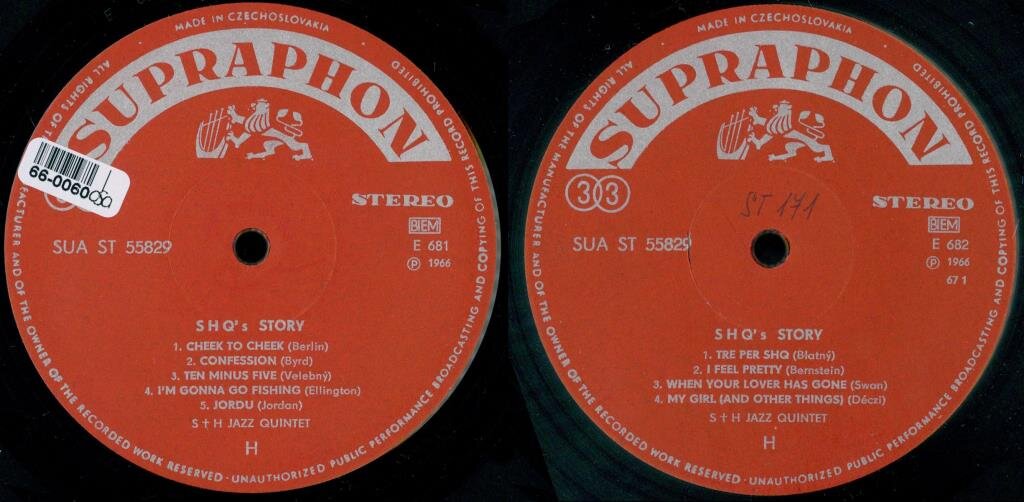 MADE IN CZECHOSLOVAKIA
ALL RIGHTS OF THE
FACTURER AND OF THE OWNER OF THE RECORDED WORK RESERVED · UNAUTHORIZED PUBLIC PERFORMANCE BROADCASTING AND COPYING OF THIS RECORD PROHIBITED
SUPRAPHON
66-0060
STEREO
BIEM
SUA ST 55829
E 681
Ⓟ 1966
SHQ's STORY
1. CHEEK TO CHEEK (Berlin)
2. CONFESSION (Byrd)
3. TEN MINUS FIVE (Velebný)
4. I'M GONNA GO FISHING (Ellington)
5. JORDU (Jordan)
S+H JAZZ QUINTET
H
MADE IN CZECHOSLOVAKIA
ALL RIGHTS OF THE MANUFACTURER AND OF THE OWNER OF THE RECORDED WORK RESERVED · UNAUTHORIZED PUBLIC PERFORMANCE BROADCASTING AND COPYING OF THIS RECORD PROHIBITED
SUPRAPHON
33
STEREO
ST 171
BIEM
SUA ST 55829
E 682
Ⓟ 1966
67 1
SHQ's STORY
1. TRE PER SHQ (Blatný)
2. I FEEL PRETTY (Bernstein)
3. WHEN YOUR LOVER HAS GONE (Swan)
4. MY GIRL (AND OTHER THINGS) (Déczi)
S+H JAZZ QUINTET
H